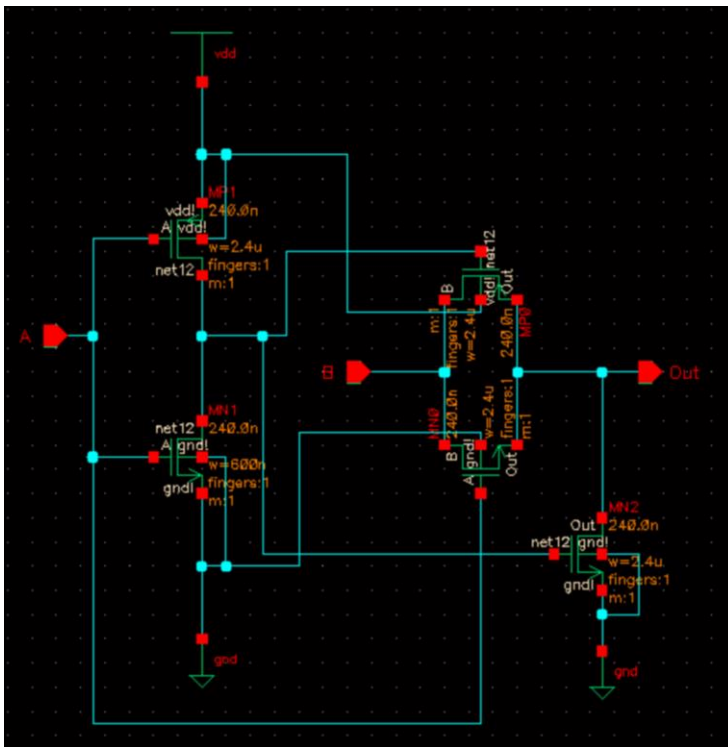 vdd
MP1
vdd!
240.0n
A vdd!
w=2.4u
fingers:1
net12
m:1
A
MN1
net12
240.0n
A gnd!
w=600n
fingers:1
gnd!
m:1
gnd
net12
B
vdd!
Out
m:1
fingers:1
w=2.4u
240.0n
MP0
B
Out
MN0
240.0n
w=2.4u
fingers:1
m:1
B
A gnd!
Out
MN2
Out
240.0n
net12 gnd!
w=2.4u
fingers:1
gnd!
m:1
gnd